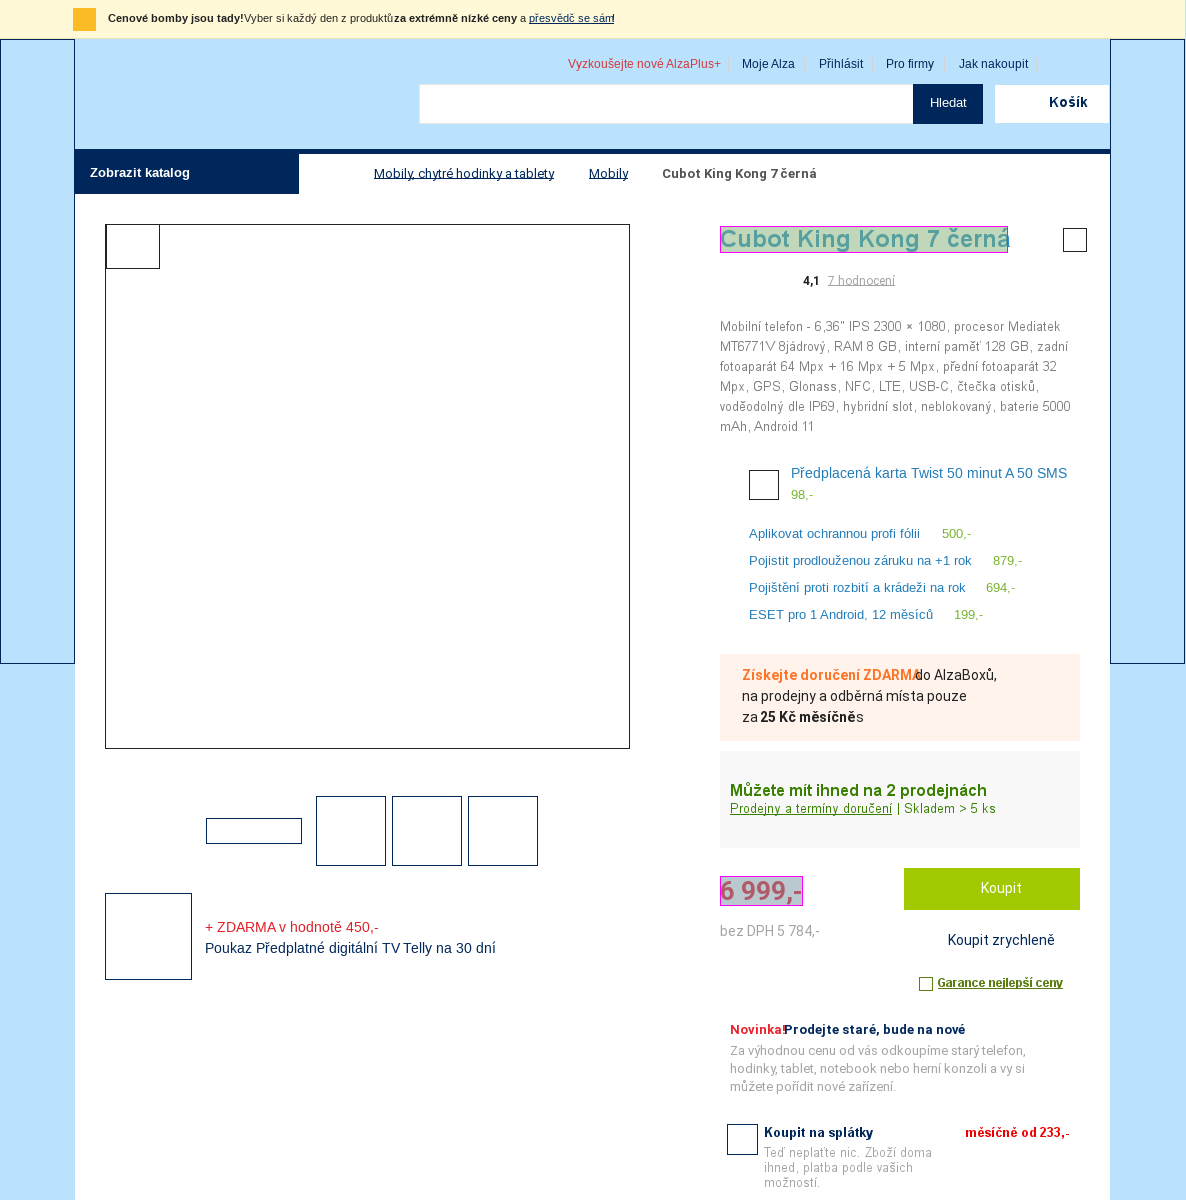 Cenové bomby jsou tady! Vyber si každý den z produktů za extrémně nízké ceny a přesvědč se sám!
Vyzkoušejte nové AlzaPlus+ Moje Alza Přihlásit Pro firmy Jak nakoupit
Hledat Košík
Zobrazit katalog Mobily, chytré hodinky a tablety Mobily Cubot King Kong 7 černá
Cubot King Kong 7 černá
4,1 7 hodnocení
Mobilní telefon - 6,36" IPS 2300 × 1080, procesor Mediatek
MT6771V 8jádrový, RAM 8 GB, interní paměť 128 GB, zadní
fotoaparát 64 Mpx + 16 Mpx + 5 Mpx, přední fotoaparát 32
Mpx, GPS, Glonass, NFC, LTE, USB-C, čtečka otisků,
voděodolný dle IP69, hybridní slot, neblokovaný, baterie 5000
mAh, Android 11
Předplacená karta Twist 50 minut A 50 SMS
98,-
Aplikovat ochrannou profi fólii 500,-
Pojistit prodlouženou záruku na +1 rok 879,-
Pojištění proti rozbití a krádeži na rok 694,-
ESET pro 1 Android, 12 měsíců 199,-
Získejte doručení ZDARMA do AlzaBoxů,
na prodejny a odběrná místa pouze
za 25 Kč měsíčně s
Můžete mít ihned na 2 prodejnách
Prodejny a termíny doručení | Skladem > 5 ks
6 999,- Koupit
bez DPH 5 784,- Koupit zrychleně
Garance nejlepší ceny
+ ZDARMA v hodnotě 450,-
Poukaz Předplatné digitální TV Telly na 30 dní
Novinka! Prodejte staré, bude na nové
Za výhodnou cenu od vás odkoupíme starý telefon,
hodinky, tablet, notebook nebo herní konzoli a vy si
můžete pořídit nové zařízení.
Koupit na splátky měsíčně od 233,-
Teď neplaťte nic. Zboží doma
ihned, platba podle vašich
možností.